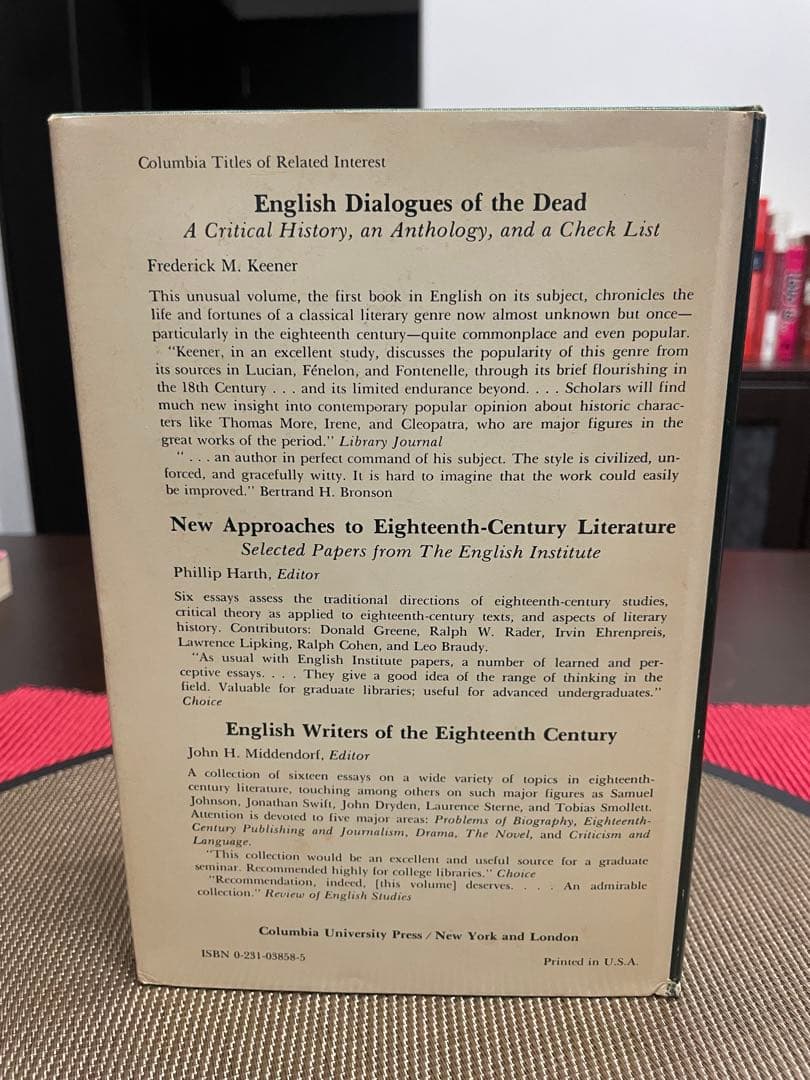 Columbia Titles of Related Interest
English Dialogues of the Dead
A Critical History, an Anthology, and a Check List
Frederick M. Keener
This unusual volume, the first book in English on its subject, chronicles the
life and fortunes of a classical literary genre now almost unknown but once—
particularly in the eighteenth century—quite commonplace and even popular.
"Keener, in an excellent study, discusses the popularity of this genre from
its sources in Lucian, Fénelon, and Fontenelle, through its brief flourishing in
the 18th Century . . . and its limited endurance beyond. . . . Scholars will find
much new insight into contemporary popular opinion about historic charac-
ters like Thomas More, Irene, and Cleopatra, who are major figures in the
great works of the period." Library Journal
" . . . an author in perfect command of his subject. The style is civilized, un-
forced, and gracefully witty. It is hard to imagine that the work could easily
be improved." Bertrand H. Bronson
New Approaches to Eighteenth-Century Literature
Selected Papers from The English Institute
Phillip Harth, Editor
Six essays assess the traditional directions of eighteenth-century studies,
critical theory as applied to eighteenth-century texts, and aspects of literary
history. Contributors: Donald Greene, Ralph W. Rader, Irvin Ehrenpreis,
Lawrence Lipking, Ralph Cohen, and Leo Braudy.
"As usual with English Institute papers, a number of learned and per-
ceptive essays. . . . They give a good idea of the range of thinking in the
field. Valuable for graduate libraries; useful for advanced undergraduates."
Choice
English Writers of the Eighteenth Century
John H. Middendorf, Editor
A collection of sixteen essays on a wide variety of topics in eighteenth-
century literature, touching among others on such major figures as Samuel
Johnson, Jonathan Swift, John Dryden, Laurence Sterne, and Tobias Smollett.
Attention is devoted to five major areas: Problems of Biography, Eighteenth-
Century Publishing and Journalism, Drama, The Novel, and Criticism and
Language.
"This collection would be an excellent and useful source for a graduate
seminar. Recommended highly for college libraries." Choice
"Recommendation, indeed, [this volume] deserves. . . . An admirable
collection." Review of English Studies
Columbia University Press / New York and London
ISBN 0-231-03858-5
Printed in U.S.A.